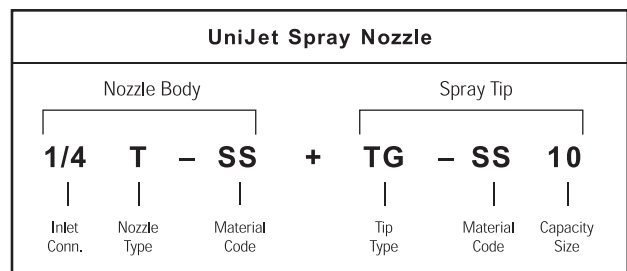 UniJet Spray Nozzle
Nozzle Body Spray Tip
1/4 T – SS + TG – SS 10
Inlet Nozzle Material Tip Material Capacity
Conn. Type Code Type Code Size